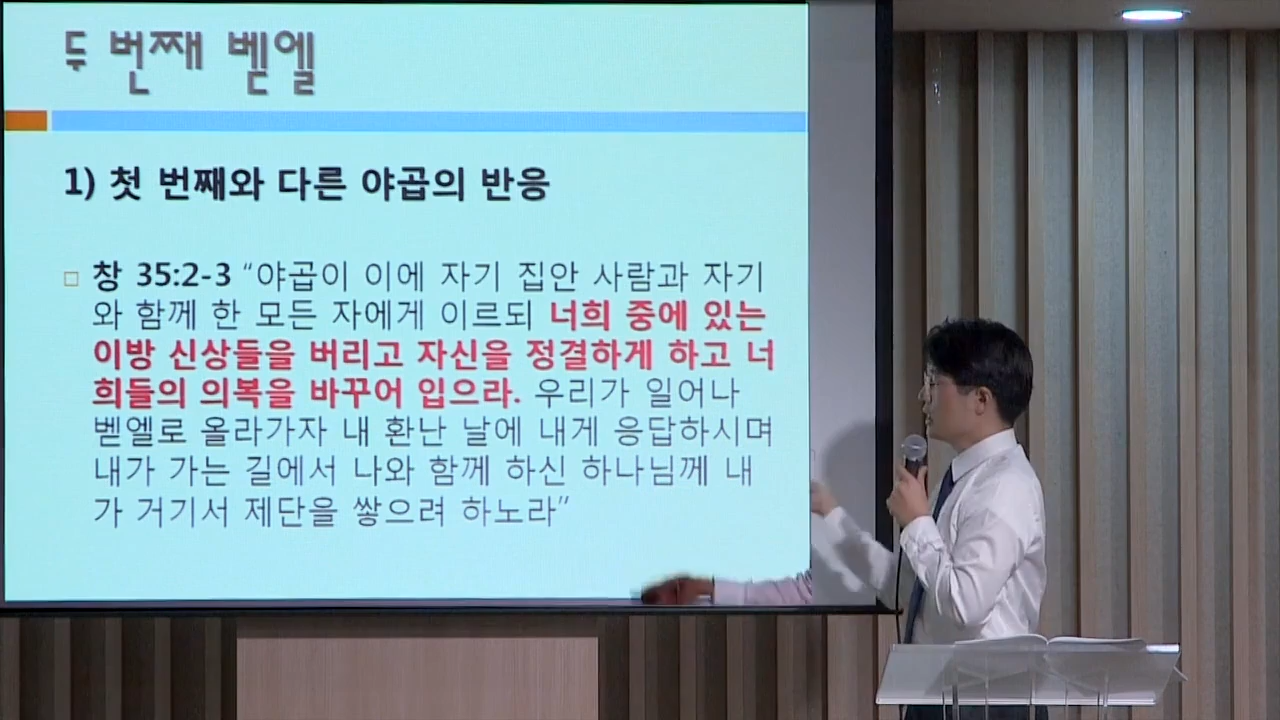 두 번째 벧엘
1) 첫 번째와 다른 야곱의 반응
창 35:2-3 “야곱이 이에 자기 집안 사람과 자기
와 함께 한 모든 자에게 이르되 너희 중에 있는
이방 신상들을 버리고 자신을 정결하게 하고 너
희들의 의복을 바꾸어 입으라. 우리가 일어나
벧엘로 올라가자 내 환난 날에 내게 응답하시며
내가 가는 길에서 나와 함께 하신 하나님께 내
가 거기서 제단을 쌓으려 하노라”